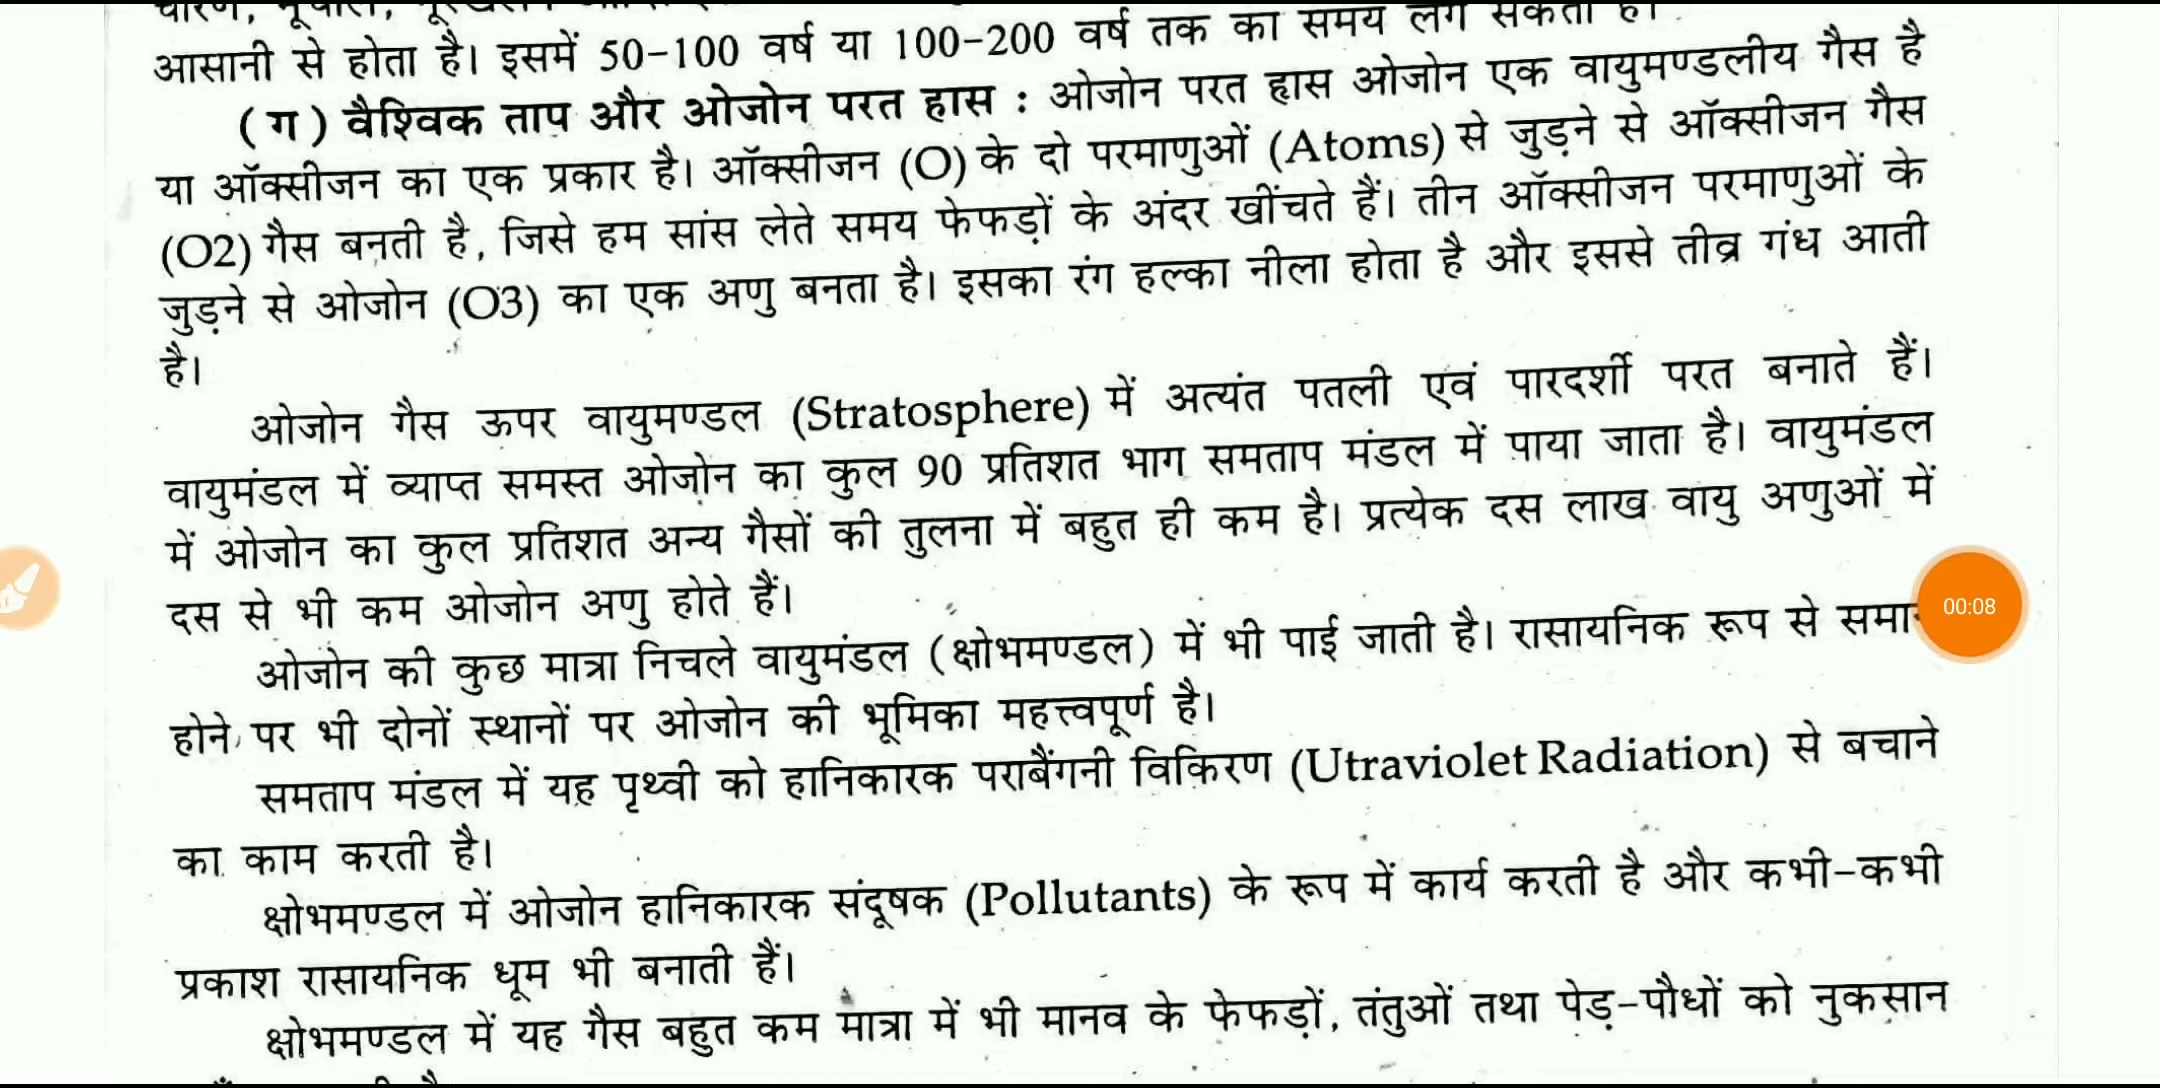 आसानी से होता है। इसमें 50-100 वर्ष या 100-200 वर्ष तक का समय लग सकता है।
(ग) वैश्विक ताप और ओजोन परत हास : ओजोन परत ह्रास ओजोन एक वायुमण्डलीय गैस है
या ऑक्सीजन का एक प्रकार है। ऑक्सीजन (O) के दो परमाणुओं (Atoms) से जुड़ने से ऑक्सीजन गैस
(O2) गैस बनती है, जिसे हम सांस लेते समय फेफड़ों के अंदर खींचते हैं। तीन ऑक्सीजन परमाणुओं के
जुड़ने से ओजोन (O3) का एक अणु बनता है। इसका रंग हल्का नीला होता है और इससे तीव्र गंध आती
है।
ओजोन गैस ऊपर वायुमण्डल (Stratosphere) में अत्यंत पतली एवं पारदर्शी परत बनाते हैं।
वायुमंडल में व्याप्त समस्त ओजोन का कुल 90 प्रतिशत भाग समताप मंडल में पाया जाता है। वायुमंडल
में ओजोन का कुल प्रतिशत अन्य गैसों की तुलना में बहुत ही कम है। प्रत्येक दस लाख वायु अणुओं में
दस से भी कम ओजोन अणु होते हैं।
00:08
ओजोन की कुछ मात्रा निचले वायुमंडल (क्षोभमण्डल) में भी पाई जाती है। रासायनिक रूप से
होने पर भी दोनों स्थानों पर ओजोन की भूमिका महत्त्वपूर्ण है।
समताप मंडल में यह पृथ्वी को हानिकारक पराबैंगनी विकिरण (Utraviolet Radiation) से बचाने
का काम करती है।
क्षोभमण्डल में ओजोन हानिकारक संदूषक (Pollutants) के रूप में कार्य करती है और कभी-कभी
प्रकाश रासायनिक धूम भी बनाती हैं।
क्षोभमण्डल में यह गैस बहुत कम मात्रा में भी मानव के फेफड़ों, तंतुओं तथा पेड़-पौधों को नुकसान